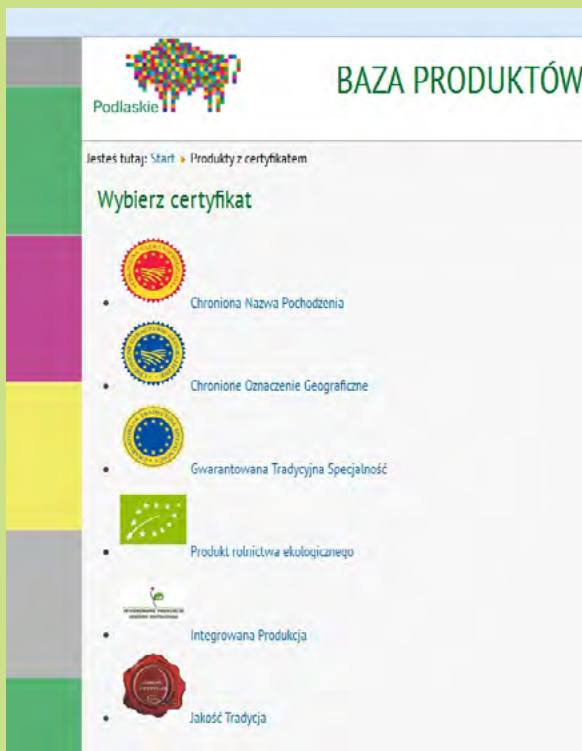 Podlaskie
BAZA PRODUKTÓW
Jesteś tutaj: Start Produkty z certyfikatem
Wybierz certyfikat
Chroniona Nazwa Pochodzenia
Chronione Oznaczenie Geograficzne
Gwarantowana Tradycyjna Specjalność
Produkt rolnictwa ekologicznego
Integrowana Produkcja
Jakość Tradycja